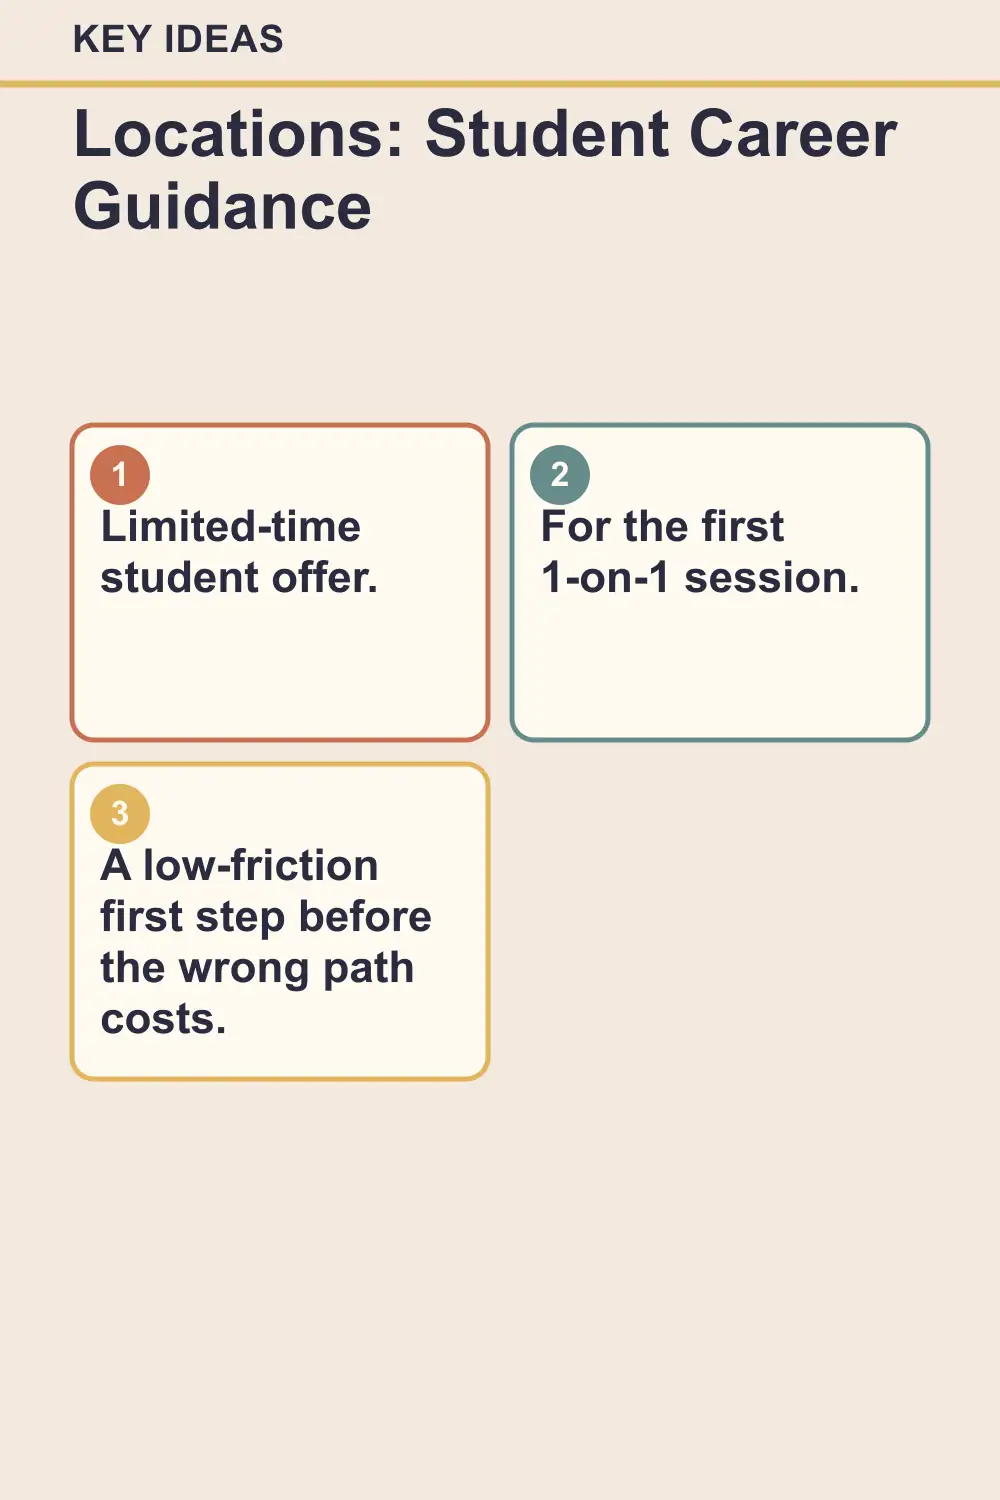 KEY IDEAS
Locations: Student Career
Guidance
1
Limited-time
student offer.
2
For the first
1-on-1 session.
3
A low-friction
first step before
the wrong path
costs.